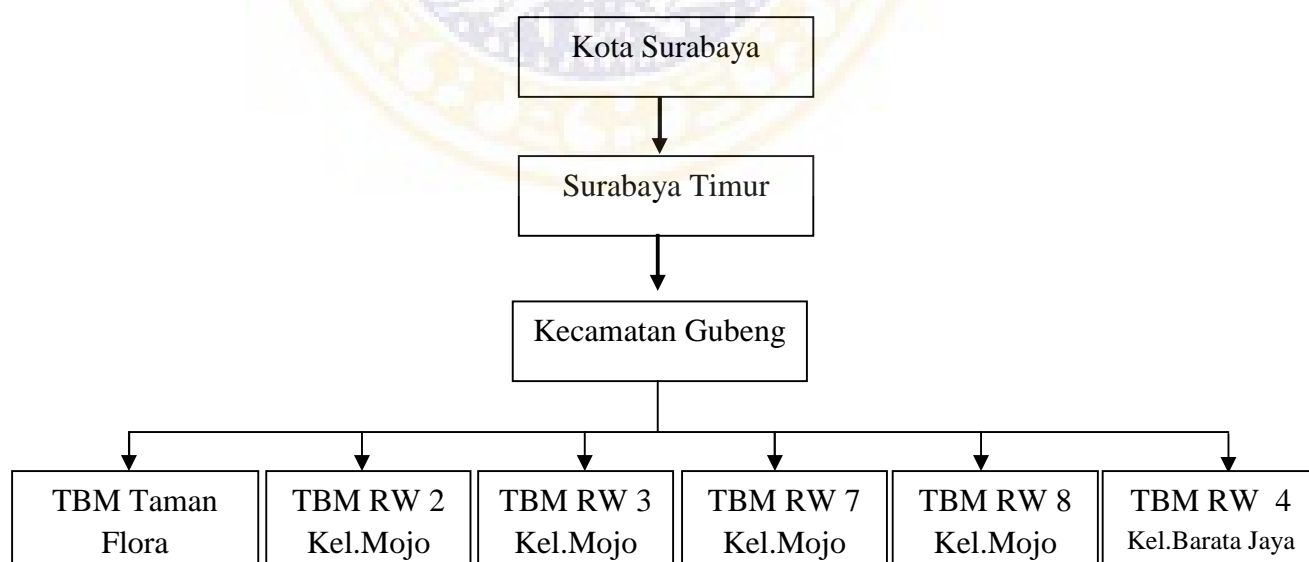 Kota Surabaya
Surabaya Timur
Kecamatan Gubeng
TBM Taman
Flora
TBM RW 2
Kel.Mojo
TBM RW 3
Kel.Mojo
TBM RW 7
Kel.Mojo
TBM RW 8
Kel.Mojo
TBM RW 4
Kel.Barata Jaya